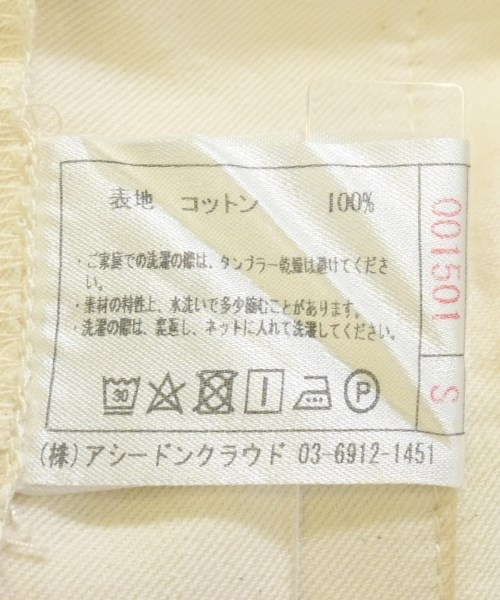 表地 コットン 100%
・ご家庭での洗濯の際は、タンブラー乾燥は避けてくださ
い。
・素材の特性上、水洗いで多少縮むことがあります。
・洗濯の際は、裏返し、ネットに入れて洗濯してください。
30
P
(株)アシードンクラウド 03-6912-1451
001501
S